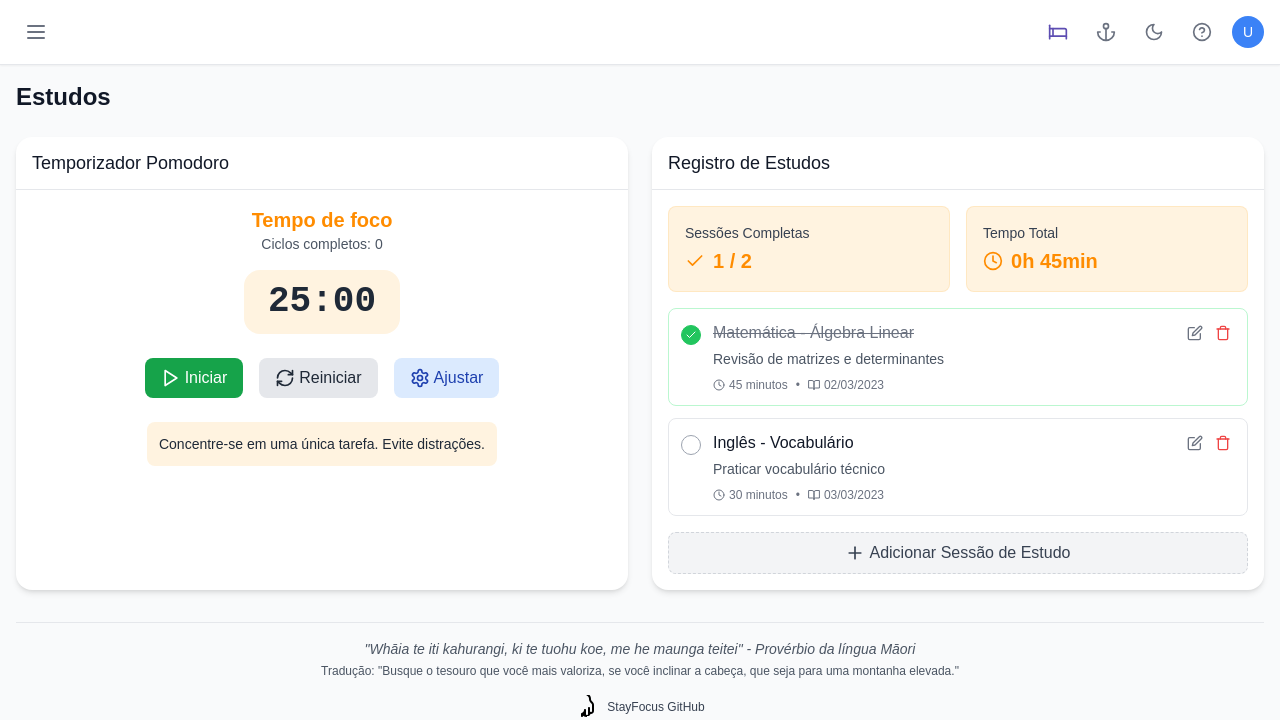 U
Estudos
Temporizador Pomodoro
Tempo de foco
Ciclos completos: 0
25:00
Iniciar
Reiniciar
Ajustar
Concentre-se em uma única tarefa. Evite distrações.
Registro de Estudos
Sessões Completas
1 / 2
Tempo Total
0h 45min
Matemática - Álgebra Linear
Revisão de matrizes e determinantes
45 minutos • 02/03/2023
Inglês - Vocabulário
Praticar vocabulário técnico
30 minutos • 03/03/2023
Adicionar Sessão de Estudo
"Whāia te iti kahurangi, ki te tuohu koe, me he maunga teitei" - Provérbio da língua Māori
Tradução: "Busque o tesouro que você mais valoriza, se você inclinar a cabeça, que seja para uma montanha elevada."
StayFocus GitHub